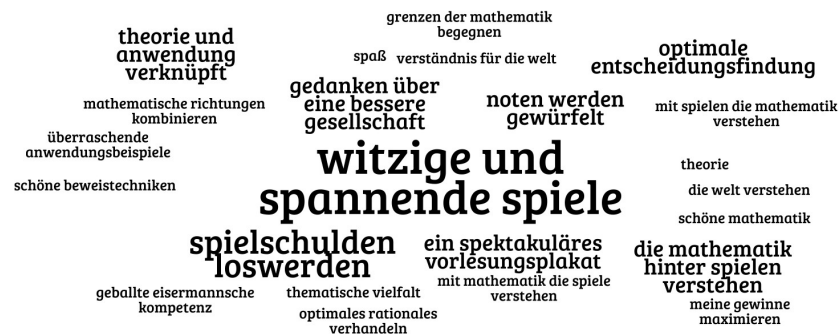 grenzen der mathematik
begegnen
theorie und
anwendung
verknüpft
spaß
verständnis für die welt
optimale
entscheidungsfindung
gedanken über
eine bessere
gesellschaft
noten werden
gewürfelt
mathematische richtungen
kombinieren
mit spielen die mathematik
verstehen
überraschende
anwendungsbeispiele
witzige und
spannende spiele
theorie
schöne beweistechniken
die welt verstehen
schöne mathematik
spielschulden
loswerden
ein spektakuläres
vorlesungsplakat
die mathematik
hinter spielen
verstehen
mit mathematik die spiele
verstehen
geballte eisermannsche
kompetenz
thematische vielfalt
optimales rationales
verhandeln
meine gewinne
maximieren